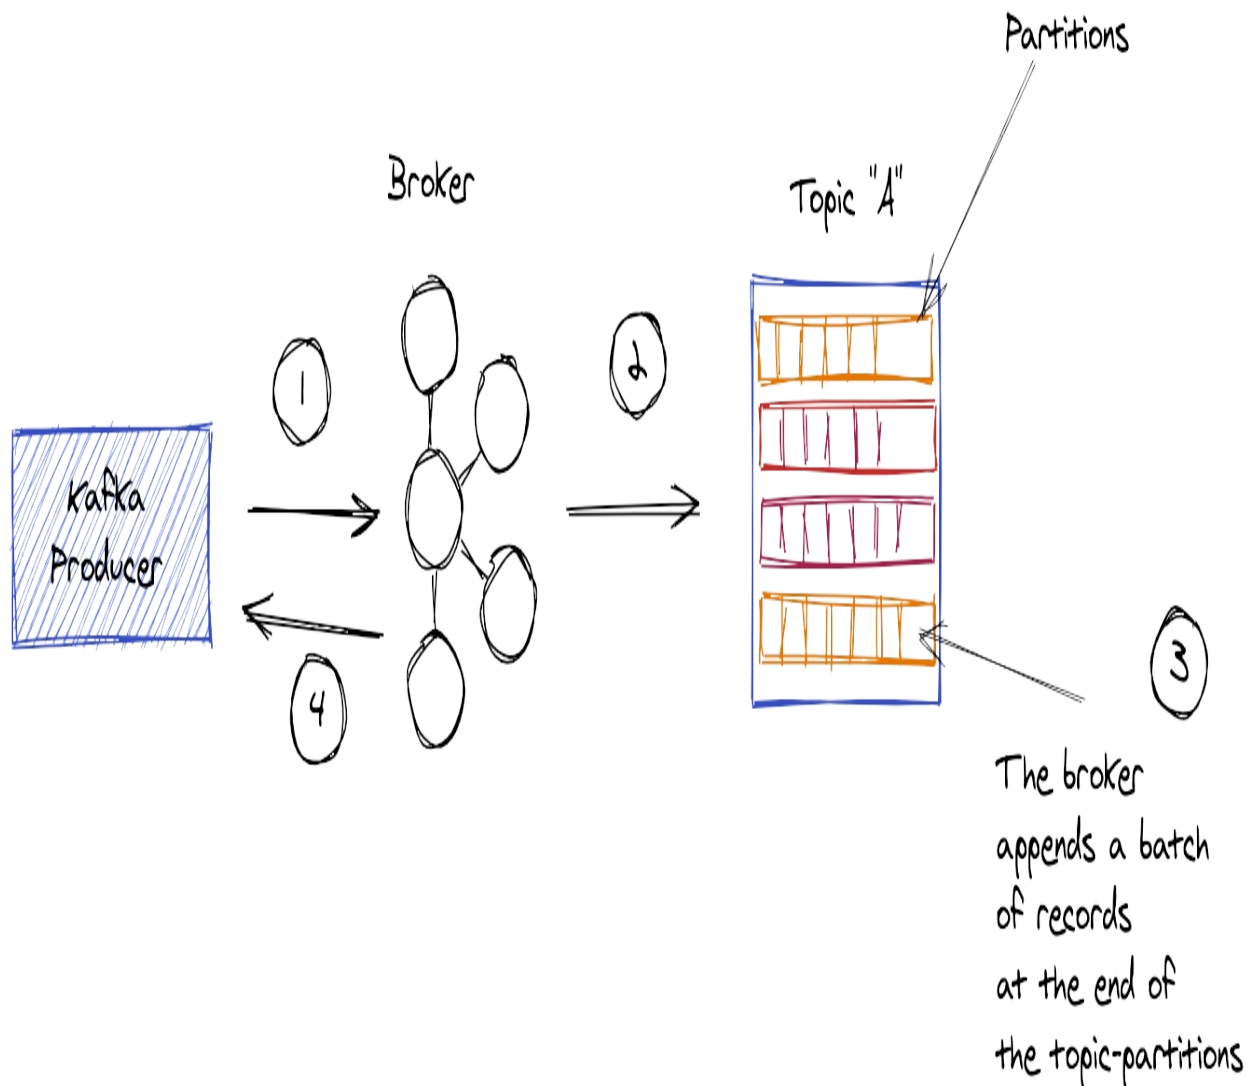 Partitions
Broker
Topic "A"
1
2
Kafka
Producer
4
3
The broker
appends a batch
of records
at the end of
the topic-partitions